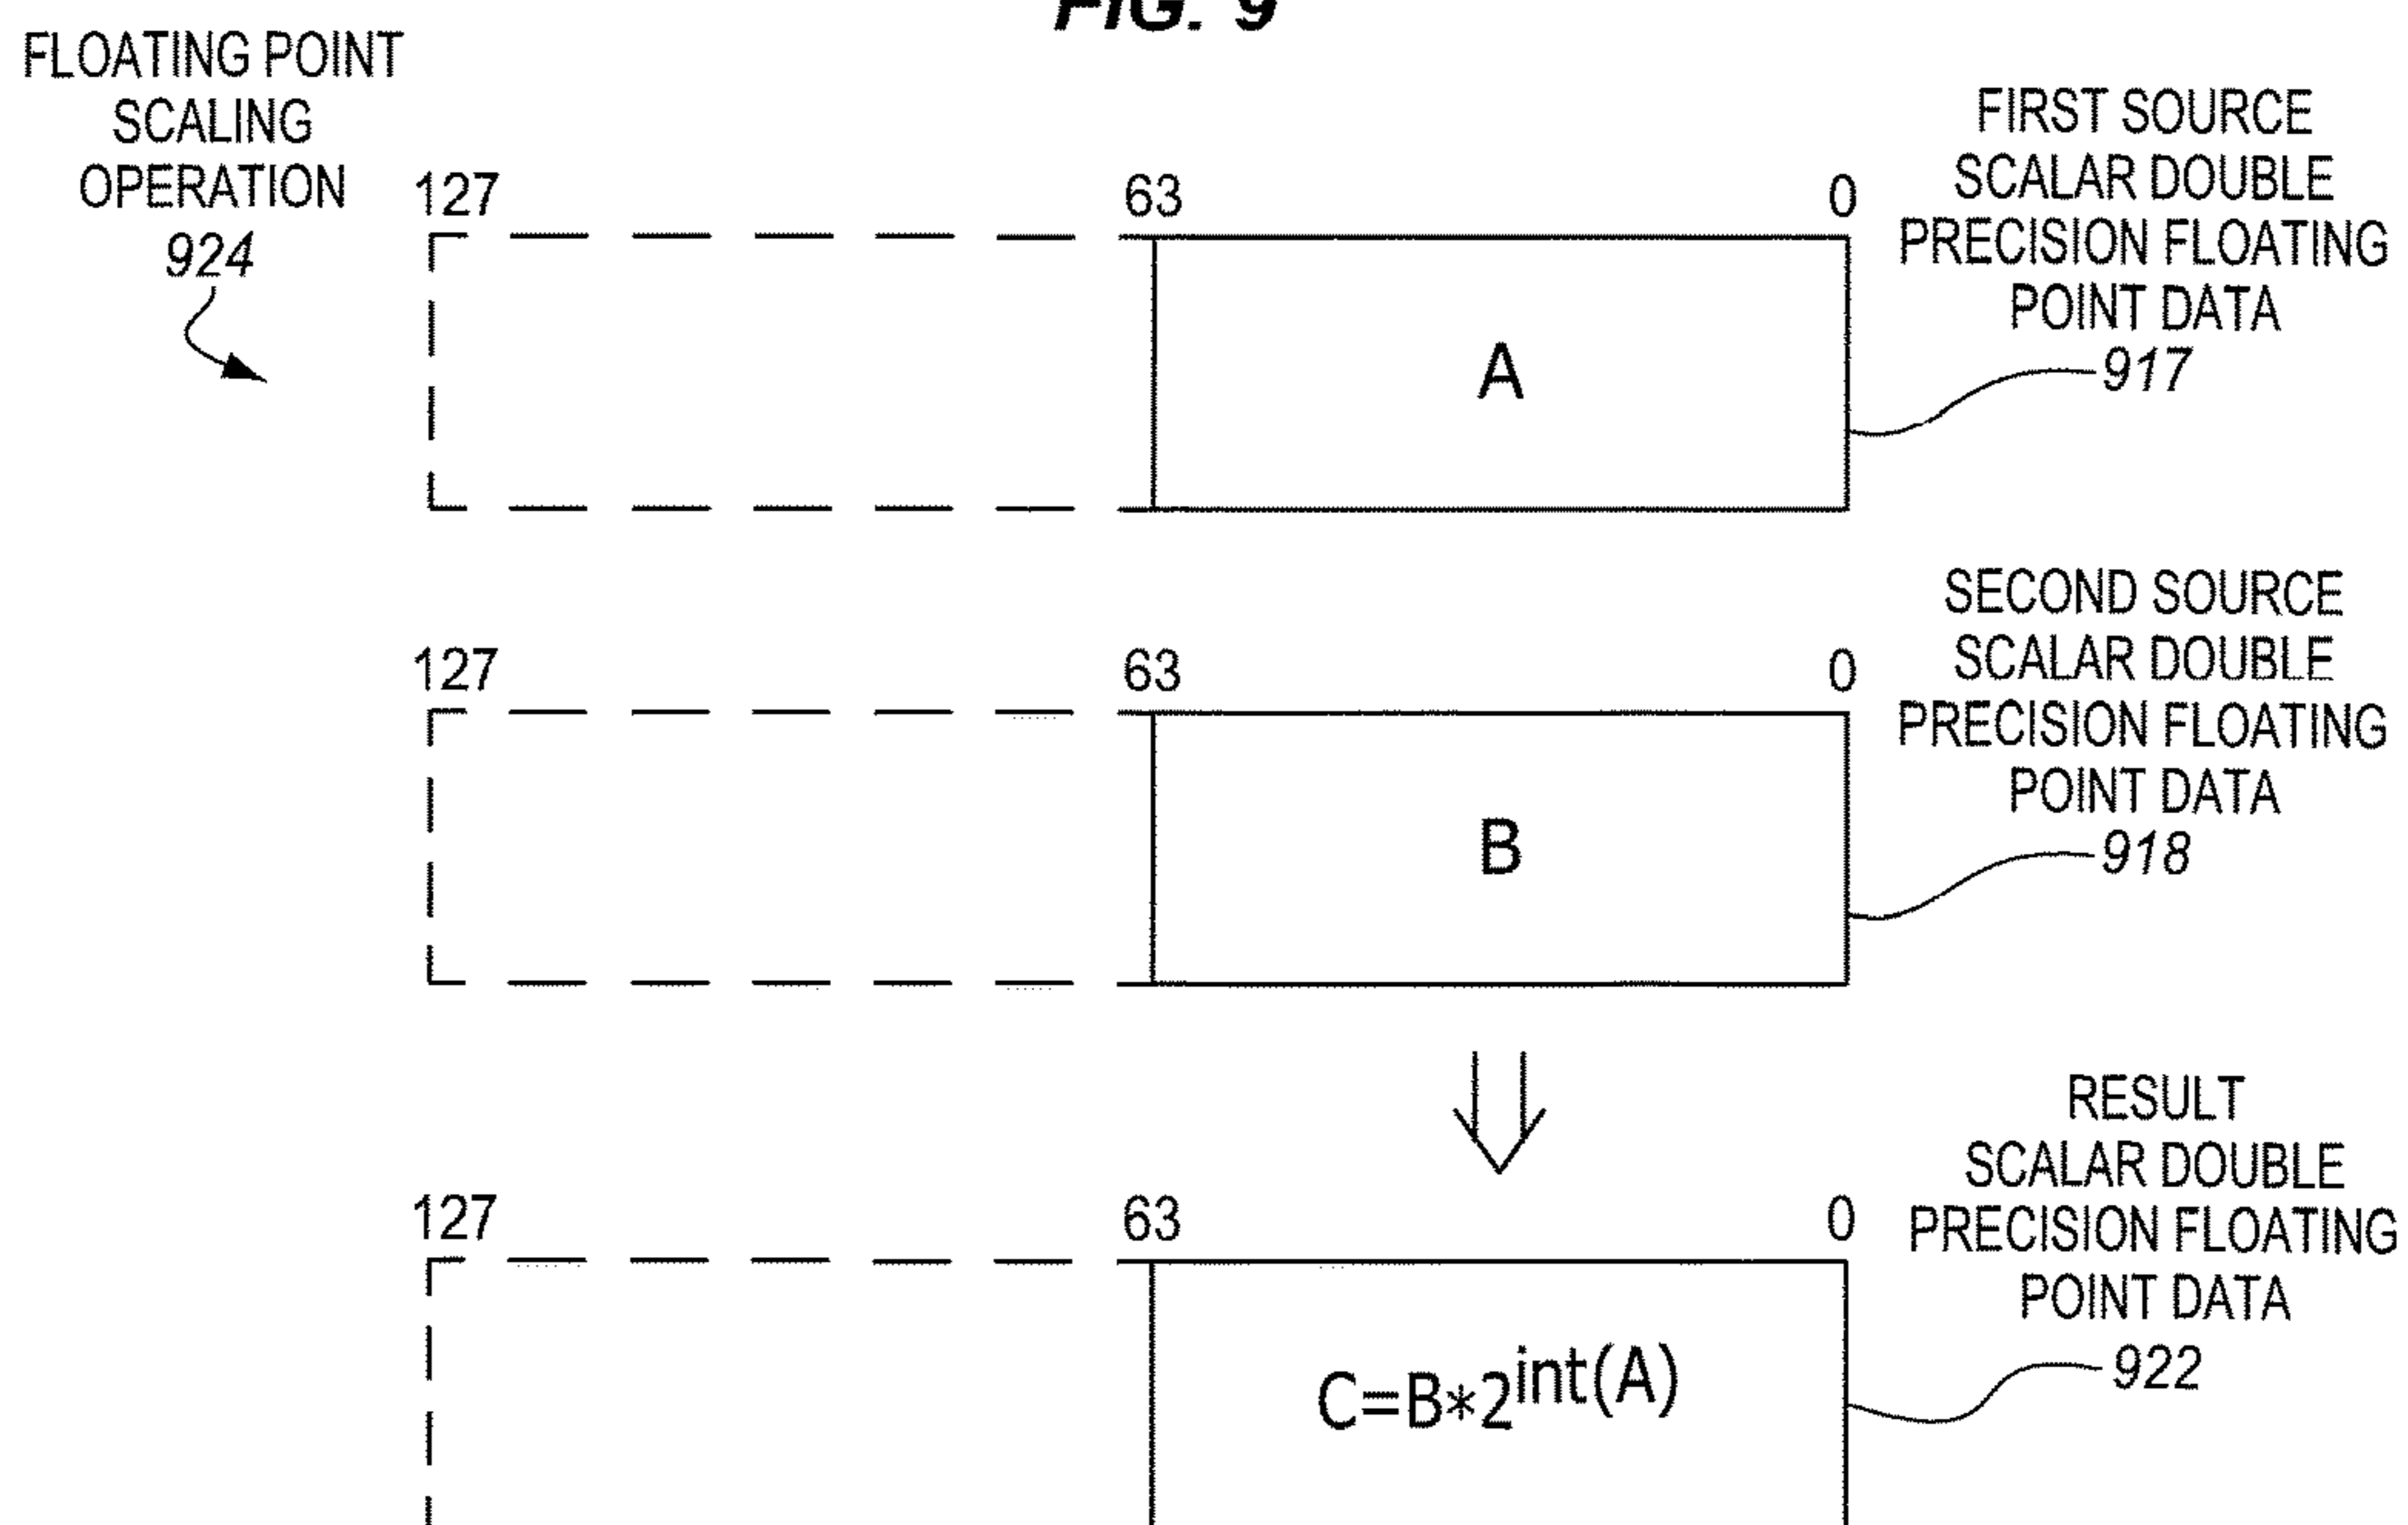 FIG. 9
FLOATING POINT
SCALING
OPERATION
924
127
63
0
A
FIRST SOURCE
SCALAR DOUBLE
PRECISION FLOATING
POINT DATA
917
127
63
0
B
SECOND SOURCE
SCALAR DOUBLE
PRECISION FLOATING
POINT DATA
918
127
63
0
C=B*2^int(A)
RESULT
SCALAR DOUBLE
PRECISION FLOATING
POINT DATA
922